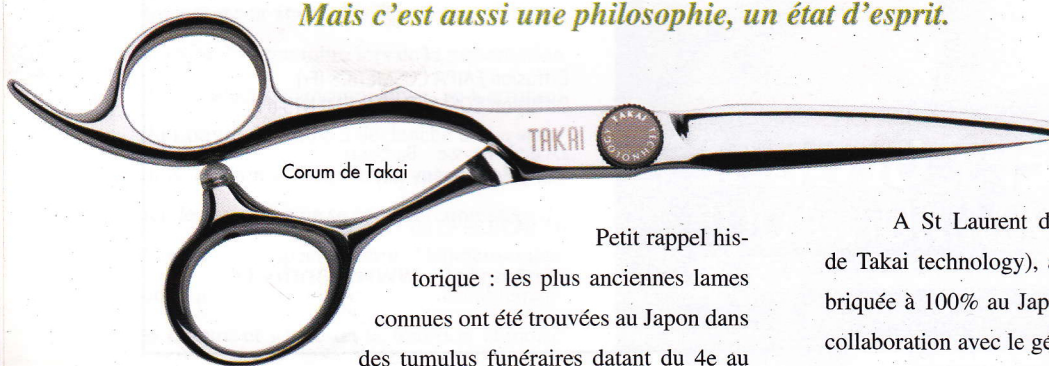 Mais c’est aussi une philosophie, un état d’esprit.
TAKAI
TAKAI TECHNOLOGY
Corum de Takai
Petit rappel his-
torique : les plus anciennes lames
connues ont été trouvées au Japon dans
des tumulus funéraires datant du 4e au
A St Laurent d
de Takai technology), a
briquée à 100% au Jap
collaboration avec le gé